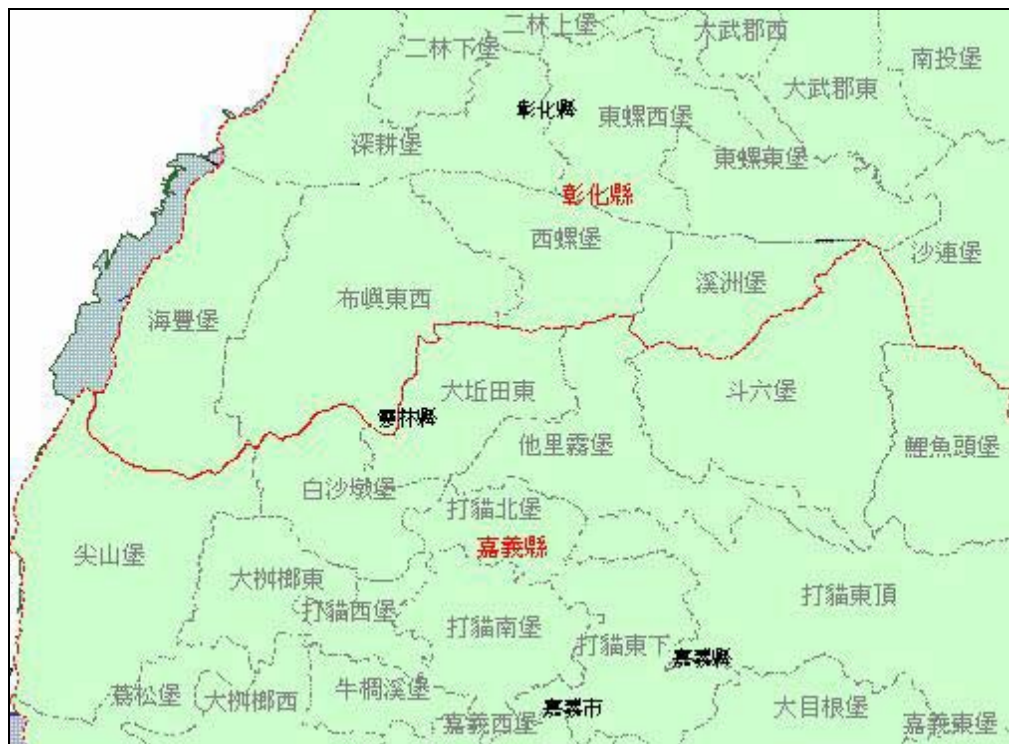 二林上堡
大武郡西
二林下堡
南投堡
大武郡東
彰化縣
東螺西堡
深耕堡
東螺東堡
彰化縣
西螺堡
沙連堡
溪洲堡
布嶼東西
海豐堡
大坵田東
斗六堡
雲林縣
他里霧堡
鯉魚頭堡
白沙墩堡
打貓北堡
嘉義縣
尖山堡
大槺榔東
打貓東頂
打貓西堡
打貓南堡
打貓東下
嘉義縣
蔦松堡
牛椆溪堡
大槺榔西
嘉義市
大目根堡
嘉義西堡
嘉義東堡